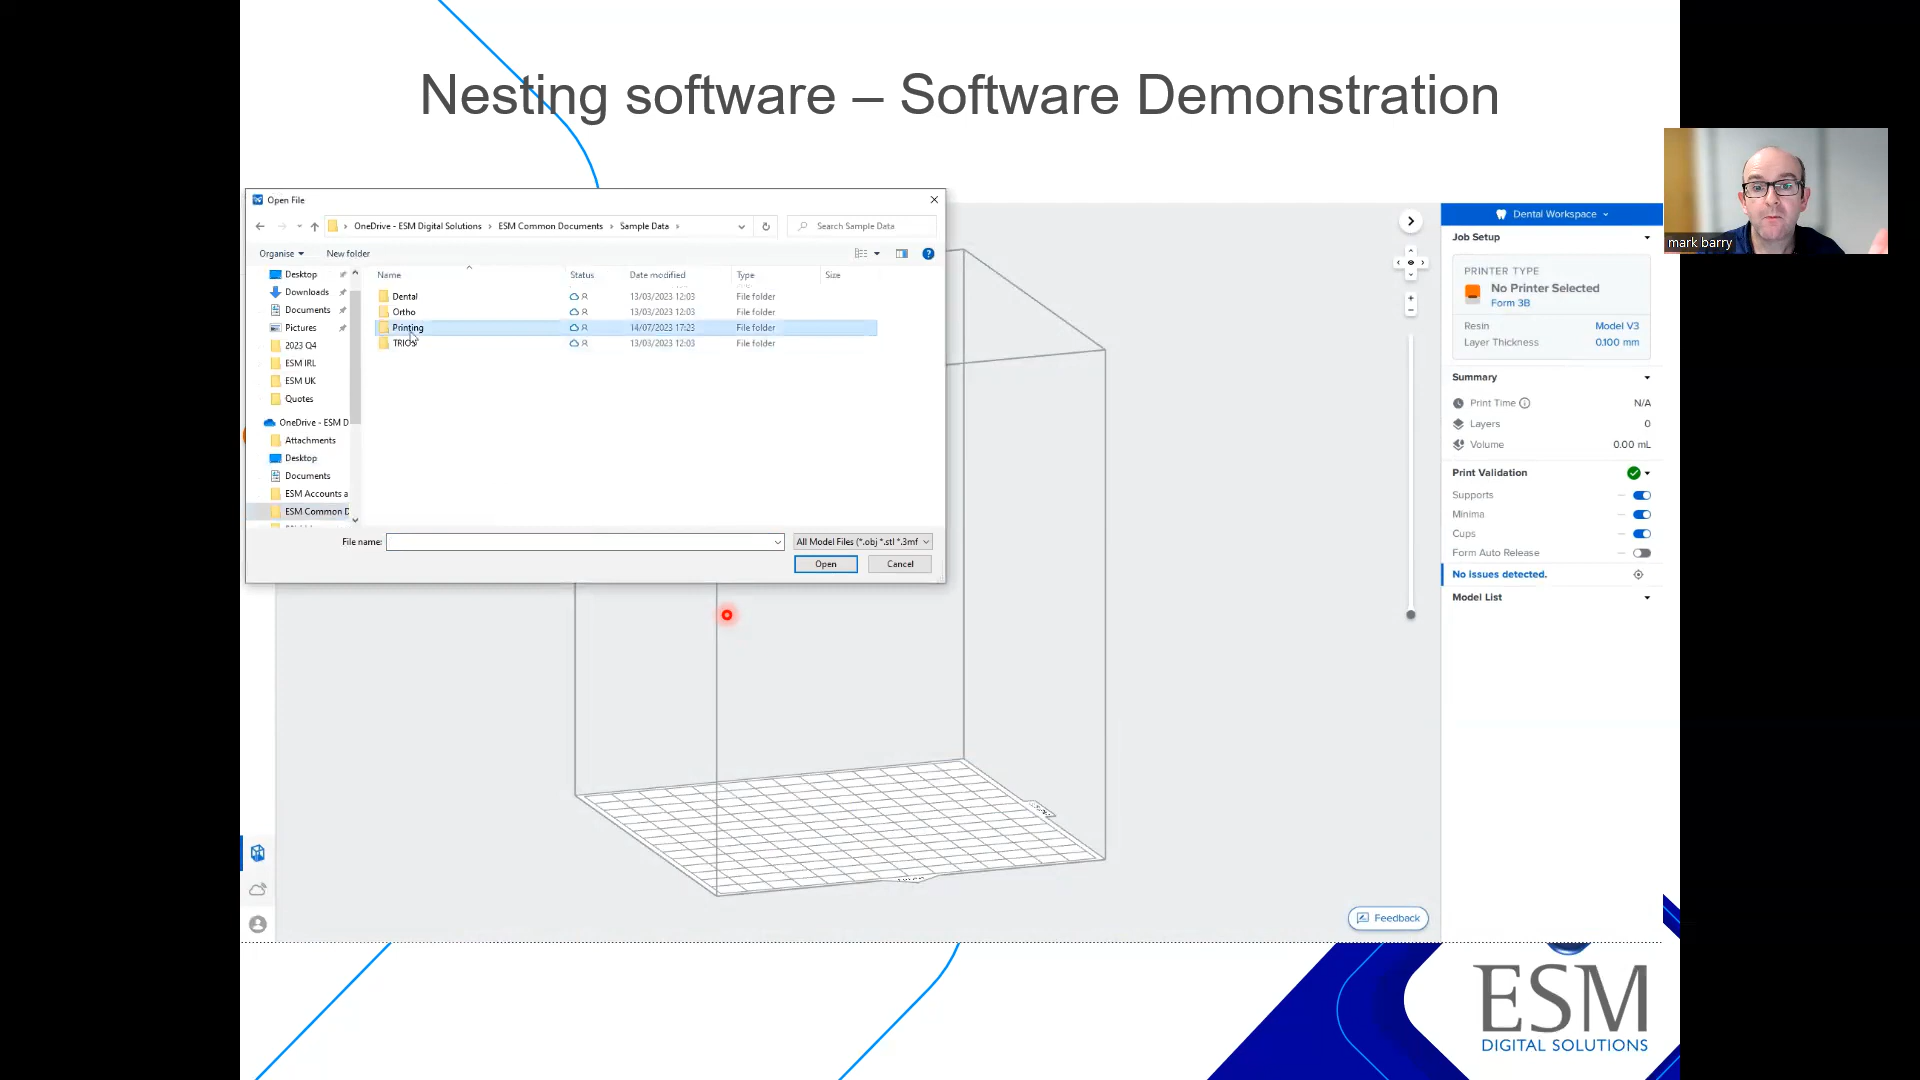 Nesting software – Software Demonstration
mark barry
Open File
OneDrive - ESM Digital Solutions › ESM Common Documents › Sample Data ›
Search Sample Data
Organise
New folder
Name Status Date modified Type Size
Dental 13/03/2023 12:03 File folder
Ortho 13/03/2023 12:03 File folder
Printing 14/07/2023 17:23 File folder
TRIOS 13/03/2023 12:03 File folder
Desktop
Downloads
Documents
Pictures
2023 Q4
ESM IRL
ESM UK
Quotes
OneDrive - ESM D
Attachments
Desktop
Documents
ESM Accounts a
ESM Common D
File name:
All Model Files (*.obj *.stl *.3mf
Open
Cancel
Dental Workspace
Job Setup
PRINTER TYPE
No Printer Selected
Form 3B
Resin Model V3
Layer Thickness 0.100 mm
Summary
Print Time N/A
Layers 0
Volume 0.00 mL
Print Validation
Supports
Minima
Cups
Form Auto Release
No issues detected.
Model List
Feedback
ESM
DIGITAL SOLUTIONS